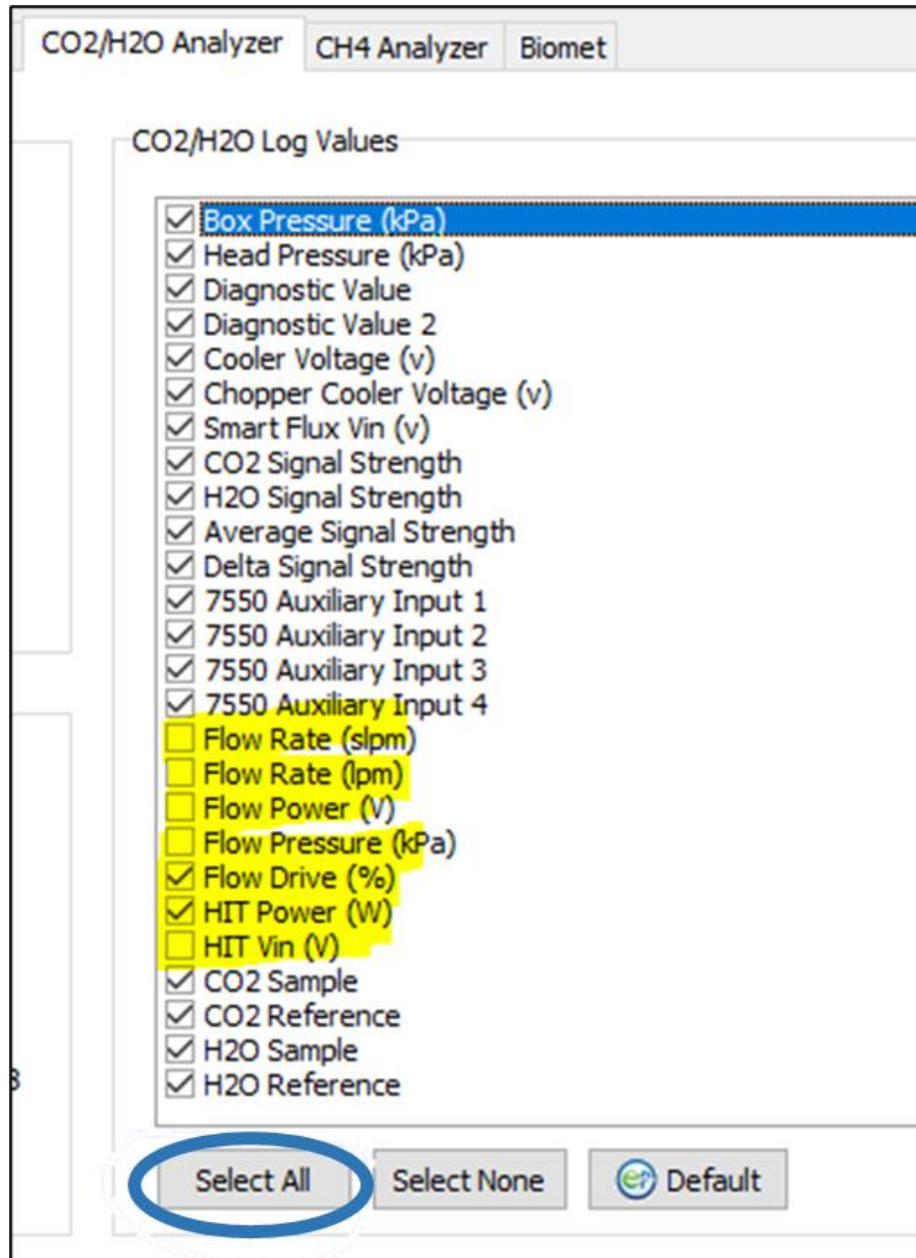 CO2/H2O Analyzer CH4 Analyzer Biomet
CO2/H2O Log Values
Box Pressure (kPa)
Head Pressure (kPa)
Diagnostic Value
Diagnostic Value 2
Cooler Voltage (v)
Chopper Cooler Voltage (v)
Smart Flux Vin (v)
CO2 Signal Strength
H2O Signal Strength
Average Signal Strength
Delta Signal Strength
7550 Auxiliary Input 1
7550 Auxiliary Input 2
7550 Auxiliary Input 3
7550 Auxiliary Input 4
Flow Rate (slpm)
Flow Rate (lpm)
Flow Power (V)
Flow Pressure (kPa)
Flow Drive (%)
HIT Power (W)
HIT Vin (V)
CO2 Sample
CO2 Reference
H2O Sample
H2O Reference
Select All Select None Default